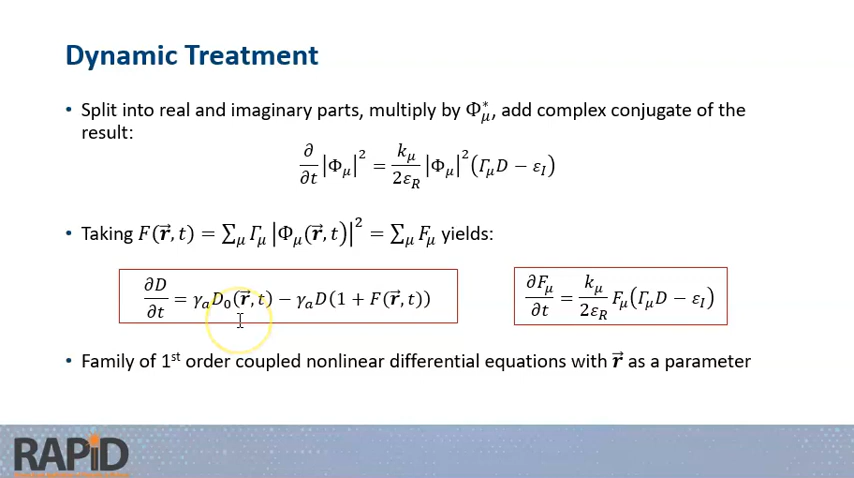 Dynamic Treatment
• Split into real and imaginary parts, multiply by Φ*_μ, add complex conjugate of the
result:
∂/∂t |Φ_μ|² = k_μ/2ε_R |Φ_μ|² (Γ_μ D − ε_I)
• Taking F(r⃗, t) = ∑_μ Γ_μ |Φ_μ(r⃗, t)|² = ∑_μ F_μ yields:
∂D/∂t = γ_a D₀(r⃗, t) − γ_a D(1 + F(r⃗, t))
∂F_μ/∂t = k_μ/2ε_R F_μ(Γ_μ D − ε_I)
• Family of 1st order coupled nonlinear differential equations with r⃗ as a parameter
RAPiD